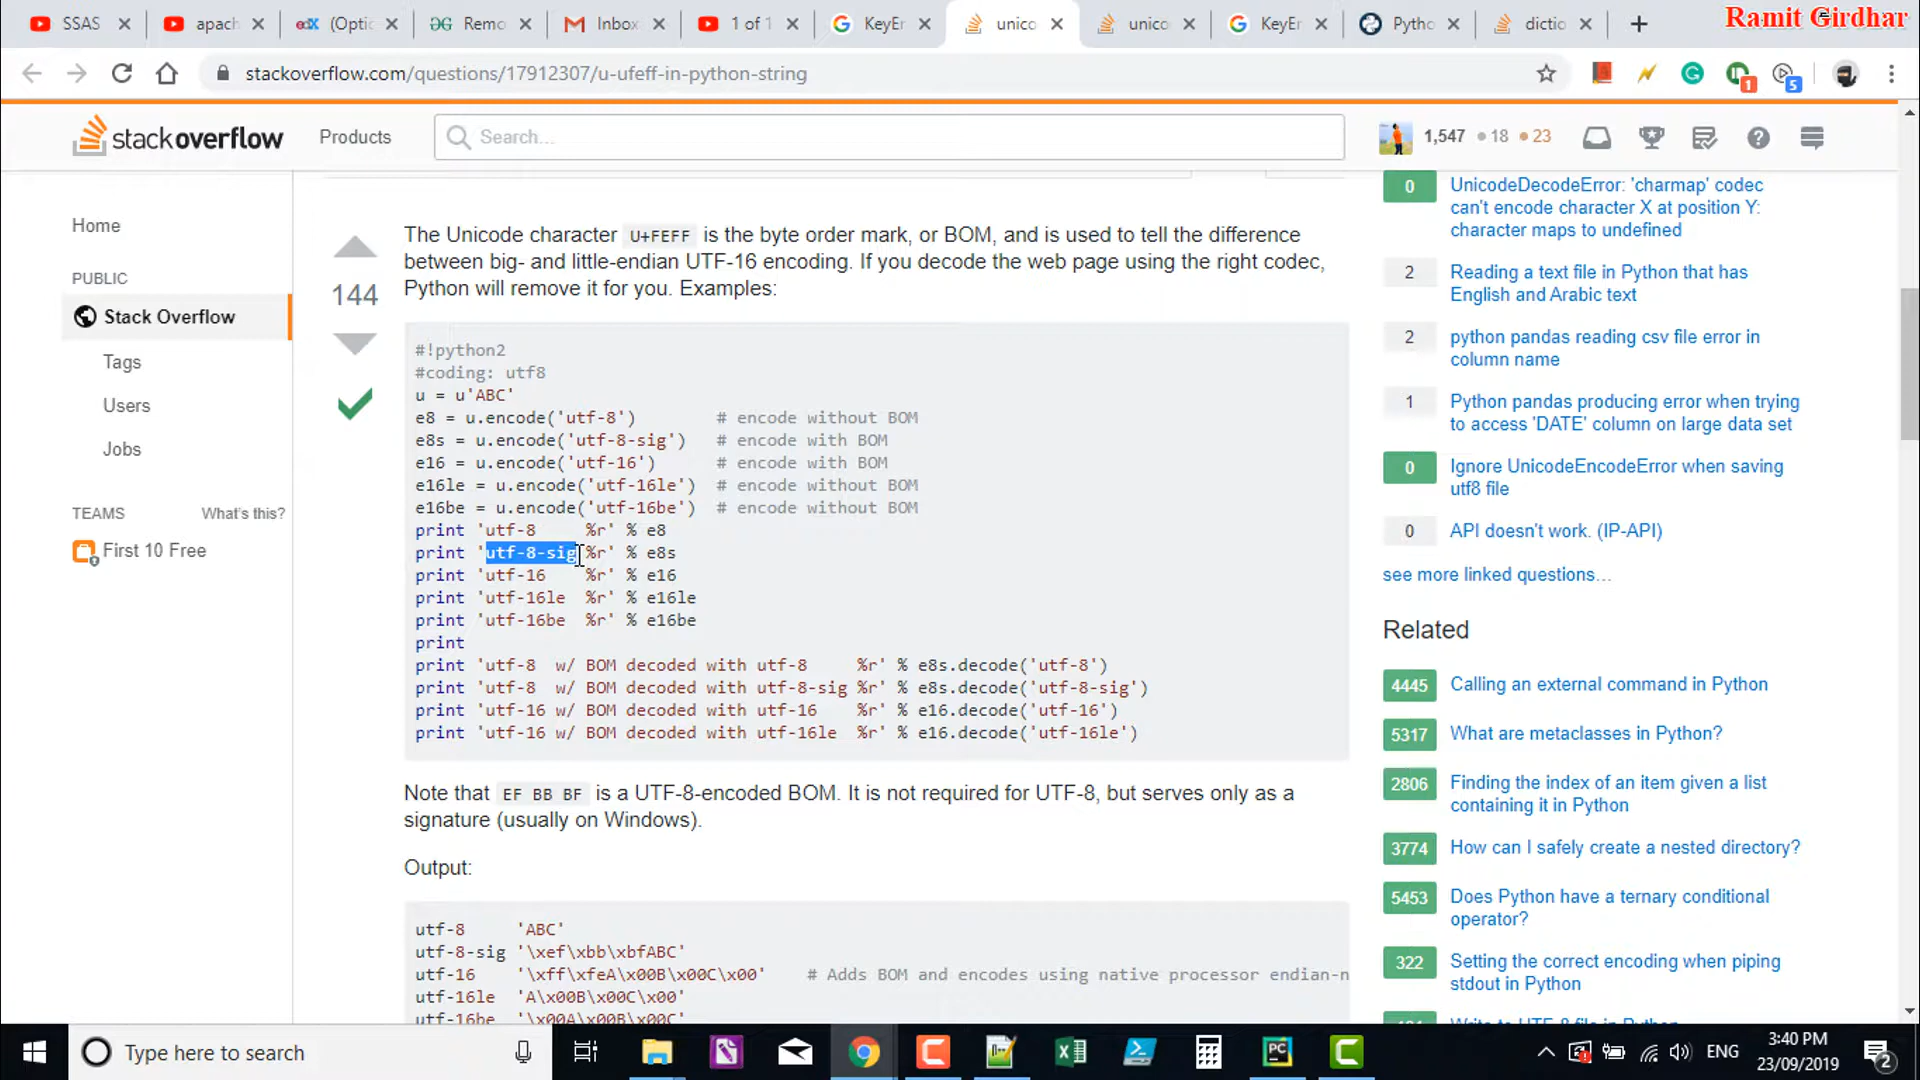 SSAS
apach
edX (Optic
Remo
Inbox
1 of 1
KeyEr
unico
unico
KeyEr
Pytho
dictio
Ramit Girdhar
stackoverflow.com/questions/17912307/u-ufeff-in-python-string
1
5
stackoverflow
Products
Search...
1,547 18 23
Home
PUBLIC
Stack Overflow
Tags
Users
Jobs
TEAMS What's this?
First 10 Free
144
The Unicode character U+FEFF is the byte order mark, or BOM, and is used to tell the difference
between big- and little-endian UTF-16 encoding. If you decode the web page using the right codec,
Python will remove it for you. Examples:
#!python2
#coding: utf8
u = u'ABC'
e8 = u.encode('utf-8')        # encode without BOM
e8s = u.encode('utf-8-sig')   # encode with BOM
e16 = u.encode('utf-16')      # encode with BOM
e16le = u.encode('utf-16le')  # encode without BOM
e16be = u.encode('utf-16be')  # encode without BOM
print 'utf-8     %r' % e8
print 'utf-8-sig %r' % e8s
print 'utf-16    %r' % e16
print 'utf-16le  %r' % e16le
print 'utf-16be  %r' % e16be
print
print 'utf-8  w/ BOM decoded with utf-8     %r' % e8s.decode('utf-8')
print 'utf-8  w/ BOM decoded with utf-8-sig %r' % e8s.decode('utf-8-sig')
print 'utf-16 w/ BOM decoded with utf-16    %r' % e16.decode('utf-16')
print 'utf-16 w/ BOM decoded with utf-16le  %r' % e16.decode('utf-16le')
Note that EF BB BF is a UTF-8-encoded BOM. It is not required for UTF-8, but serves only as a
signature (usually on Windows).
Output:
utf-8     'ABC'
utf-8-sig '\xef\xbb\xbfABC'
utf-16    '\xff\xfeA\x00B\x00C\x00'    # Adds BOM and encodes using native processor endian-n
utf-16le  'A\x00B\x00C\x00'
utf-16be  '\x00A\x00B\x00C'
0 UnicodeDecodeError: 'charmap' codec
can't encode character X at position Y:
character maps to undefined
2 Reading a text file in Python that has
English and Arabic text
2 python pandas reading csv file error in
column name
1 Python pandas producing error when trying
to access 'DATE' column on large data set
0 Ignore UnicodeEncodeError when saving
utf8 file
0 API doesn't work. (IP-API)
see more linked questions…
Related
4445 Calling an external command in Python
5317 What are metaclasses in Python?
2806 Finding the index of an item given a list
containing it in Python
3774 How can I safely create a nested directory?
5453 Does Python have a ternary conditional
operator?
322 Setting the correct encoding when piping
stdout in Python
Write to UTF-8 file in Python
Type here to search
ENG
3:40 PM
23/09/2019
2